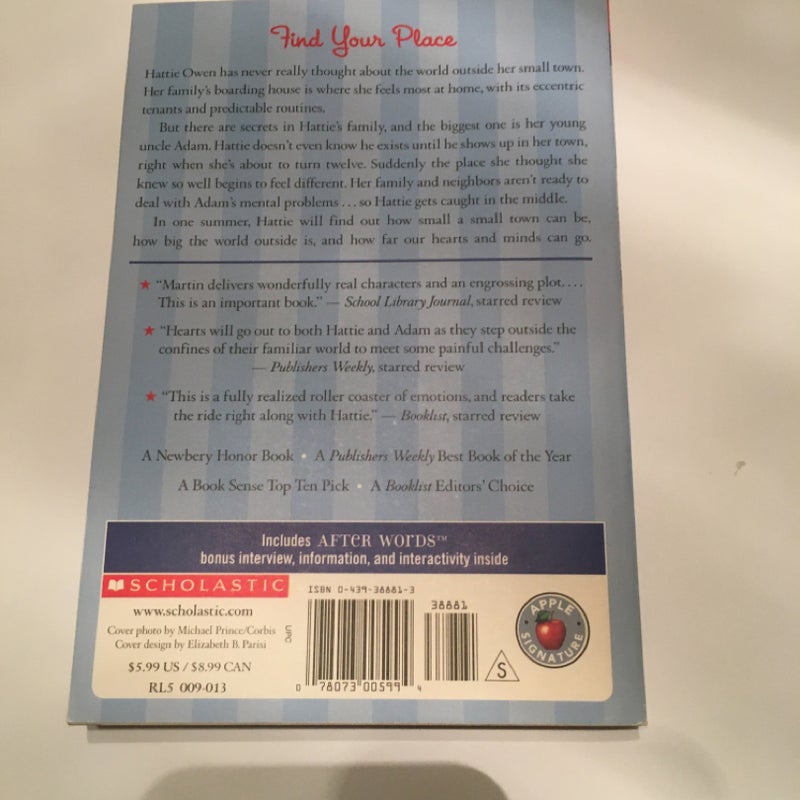 Find Your Place
Hattie Owen has never really thought about the world outside her small town.
Her family's boarding house is where she feels most at home, with its eccentric
tenants and predictable routines.
But there are secrets in Hattie's family, and the biggest one is her young
uncle Adam. Hattie doesn't even know he exists until he shows up in her town,
right when she's about to turn twelve. Suddenly the place she thought she
knew so well begins to feel different. Her family and neighbors aren't ready to
deal with Adam's mental problems . . . so Hattie gets caught in the middle.
In one summer, Hattie will find out how small a small town can be,
how big the world outside is, and how far our hearts and minds can go.
★ "Martin delivers wonderfully real characters and an engrossing plot. . . .
This is an important book." — School Library Journal, starred review
★ "Hearts will go out to both Hattie and Adam as they step outside the
confines of their familiar world to meet some painful challenges."
— Publishers Weekly, starred review
★ "This is a fully realized roller coaster of emotions, and readers take
the ride right along with Hattie." — Booklist, starred review
A Newbery Honor Book • A Publishers Weekly Best Book of the Year
A Book Sense Top Ten Pick • A Booklist Editors' Choice
Includes AFTER WORDS™
bonus interview, information, and interactivity inside
SCHOLASTIC
www.scholastic.com
Cover photo by Michael Prince/Corbis
Cover design by Elizabeth B. Parisi
$5.99 US / $8.99 CAN
RL5 009-013
UPC
ISBN 0-439-38881-3
38881
0 78073 00599 4
S
APPLE
SIGNATURE